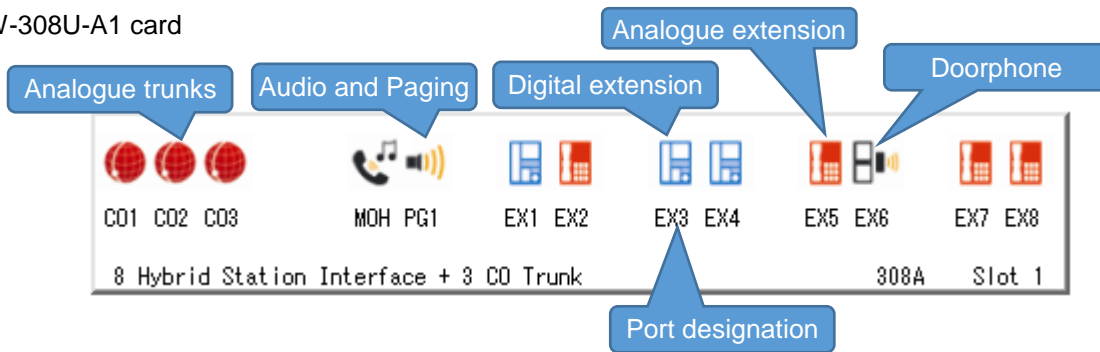 -308U-A1 card
Analogue extension
Analogue trunks
Audio and Paging
Digital extension
Doorphone
CO1 CO2 CO3 MOH PG1 EX1 EX2 EX3 EX4 EX5 EX6 EX7 EX8
8 Hybrid Station Interface + 3 CO Trunk 308A Slot 1
Port designation